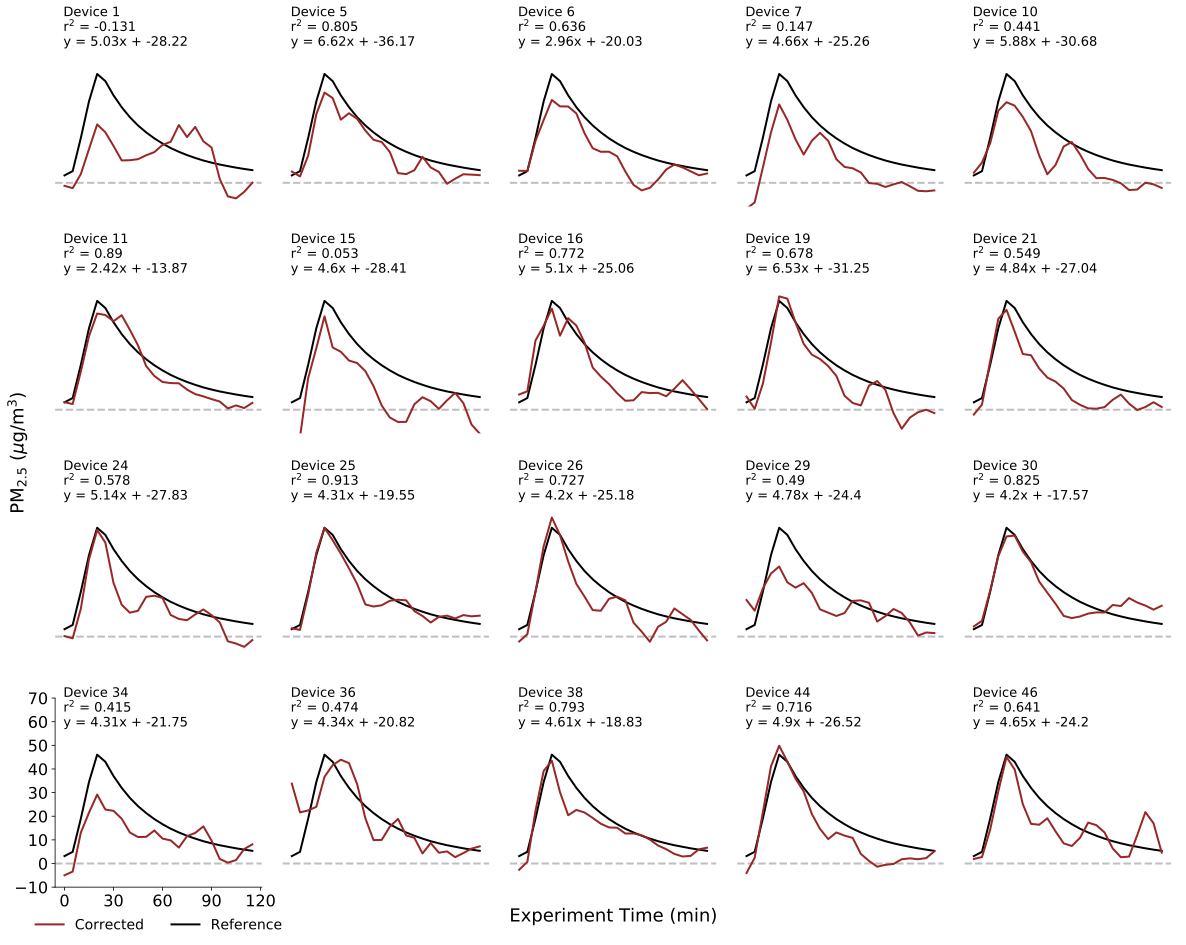 Device 1
r² = -0.131
y = 5.03x + -28.22
Device 5
r² = 0.805
y = 6.62x + -36.17
Device 6
r² = 0.636
y = 2.96x + -20.03
Device 7
r² = 0.147
y = 4.66x + -25.26
Device 10
r² = 0.441
y = 5.88x + -30.68
Device 11
r² = 0.89
y = 2.42x + -13.87
Device 15
r² = 0.053
y = 4.6x + -28.41
Device 16
r² = 0.772
y = 5.1x + -25.06
Device 19
r² = 0.678
y = 6.53x + -31.25
Device 21
r² = 0.549
y = 4.84x + -27.04
PM₂.₅ (μg/m³)
Device 24
r² = 0.578
y = 5.14x + -27.83
Device 25
r² = 0.913
y = 4.31x + -19.55
Device 26
r² = 0.727
y = 4.2x + -25.18
Device 29
r² = 0.49
y = 4.78x + -24.4
Device 30
r² = 0.825
y = 4.2x + -17.57
Device 34
r² = 0.415
y = 4.31x + -21.75
Device 36
r² = 0.474
y = 4.34x + -20.82
Device 38
r² = 0.793
y = 4.61x + -18.83
Device 44
r² = 0.716
y = 4.9x + -26.52
Device 46
r² = 0.641
y = 4.65x + -24.2
70
60
50
40
30
20
10
0
−10
0 30 60 90 120
Experiment Time (min)
Corrected Reference